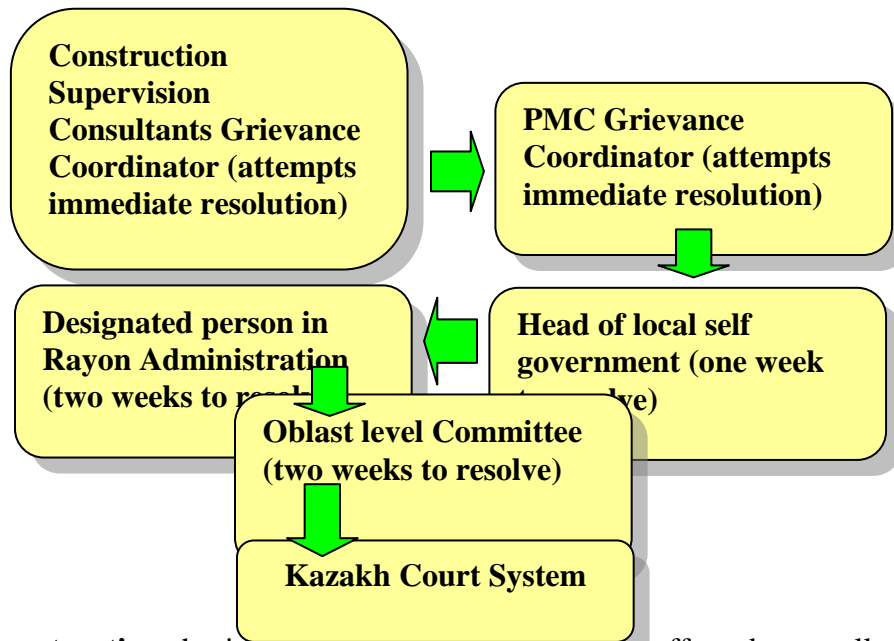 Construction
Supervision
Consultants Grievance
Coordinator (attempts
immediate resolution)
PMC Grievance
Coordinator (attempts
immediate resolution)
Head of local self
government (one week
Designated person in
Rayon Administration
(two weeks to
Oblast level Committee
(two weeks to resolve)
Kazakh Court System